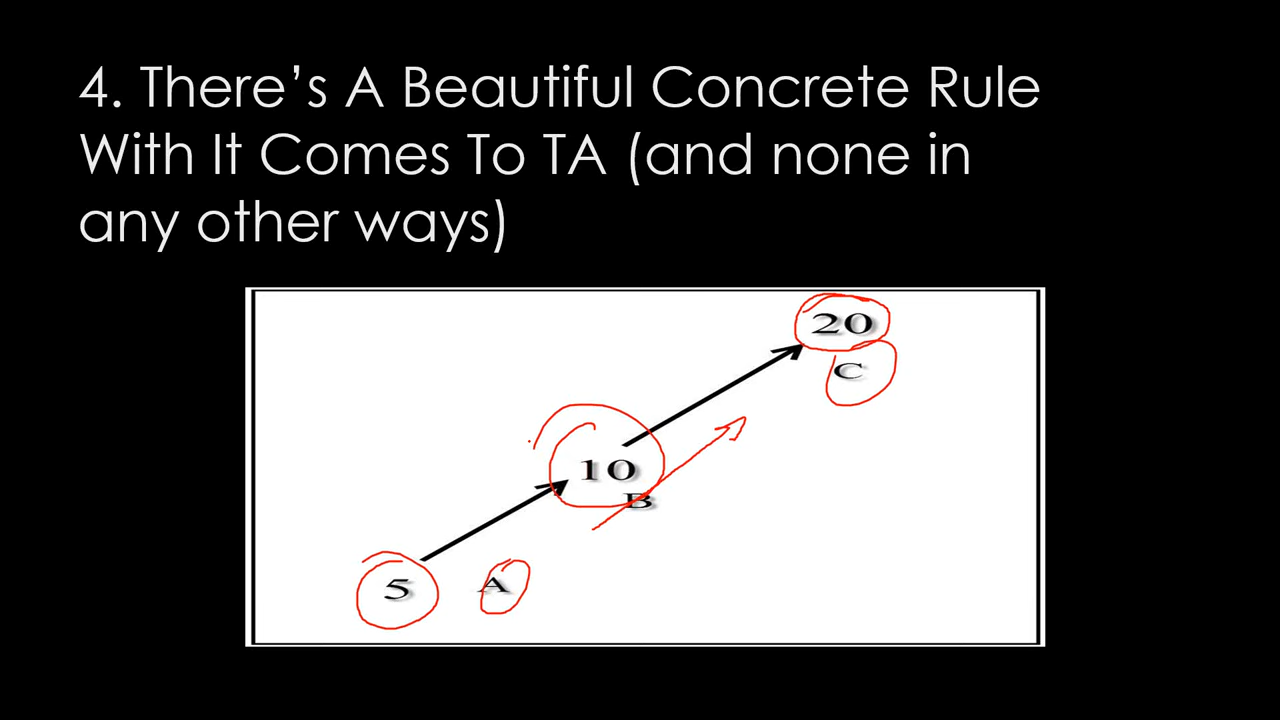 4. There’s A Beautiful Concrete Rule
With It Comes To TA (and none in
any other ways)
20
C
10
B
5 A